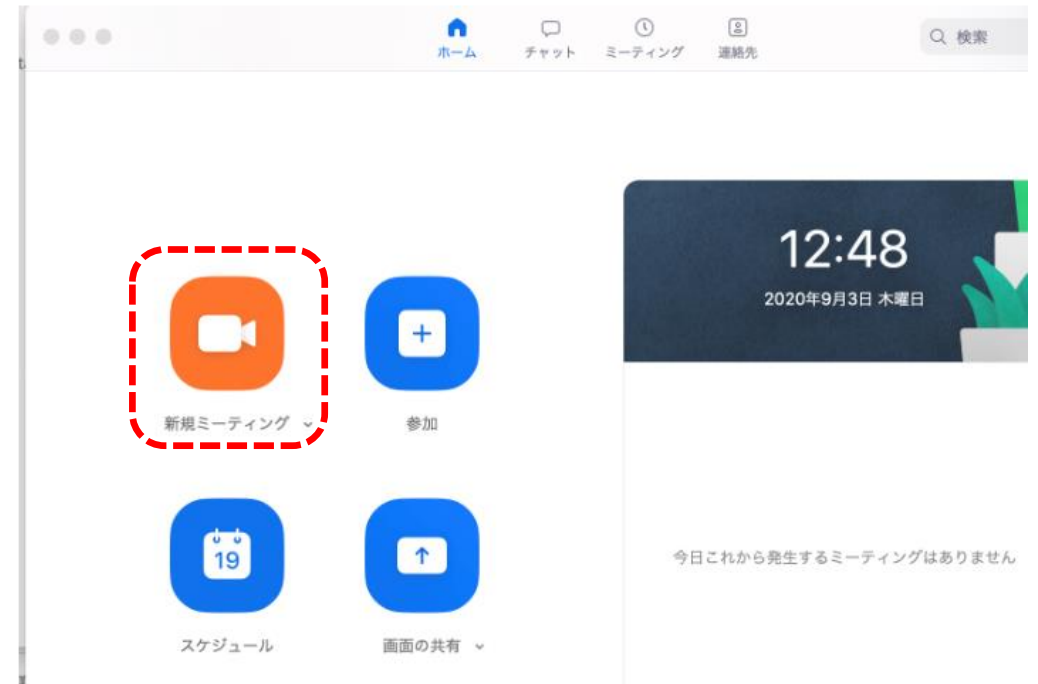 ホーム
チャット
ミーティング
連絡先
検索
12:48
2020年9月3日 木曜日
新規ミーティング
参加
19
スケジュール
画面の共有
今日これから発生するミーティングはありません